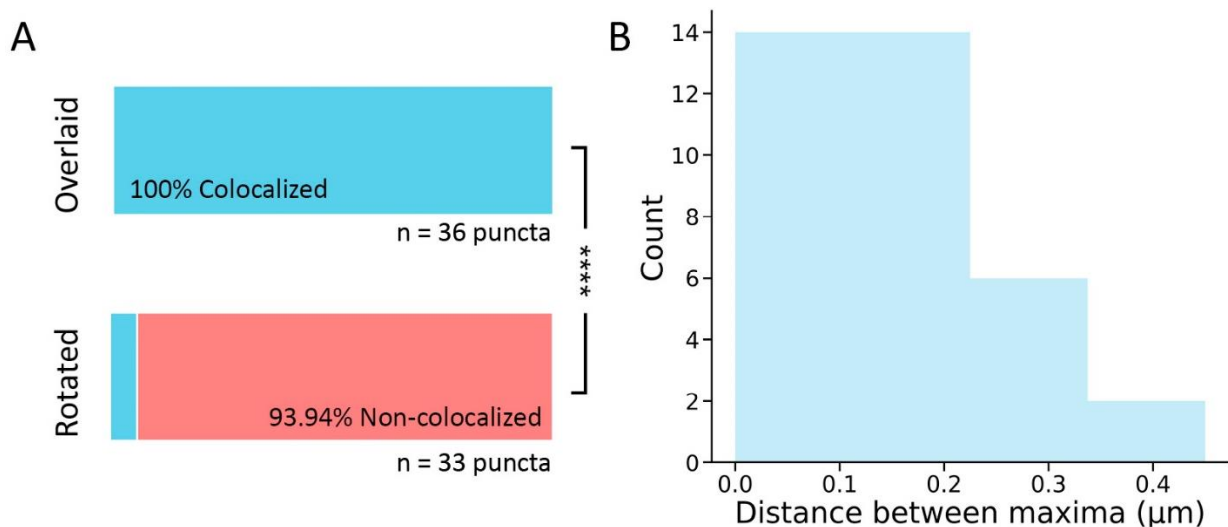 A
Overlaid
100% Colocalized
n = 36 puncta
****
Rotated
93.94% Non-colocalized
n = 33 puncta
B
Count
14
12
10
8
6
4
2
0
0.0 0.1 0.2 0.3 0.4
Distance between maxima (µm)